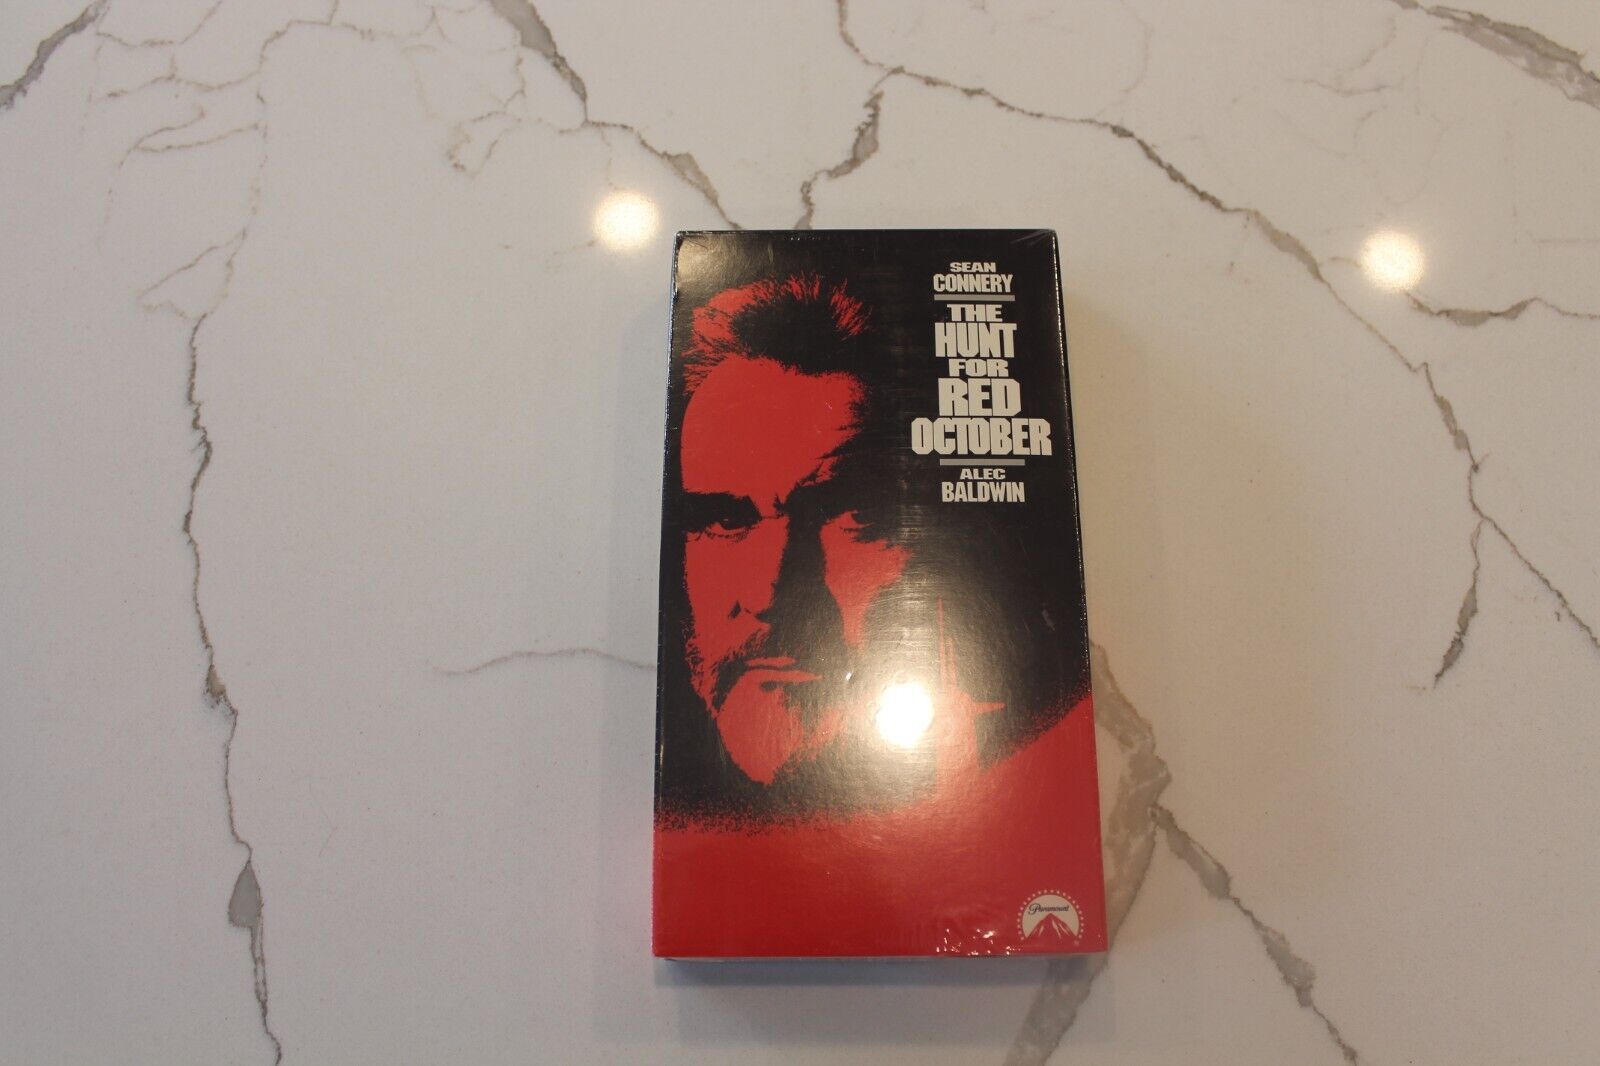 SEAN
CONNERY
THE
HUNT
FOR
RED
OCTOBER
ALEC
BALDWIN
Paramount